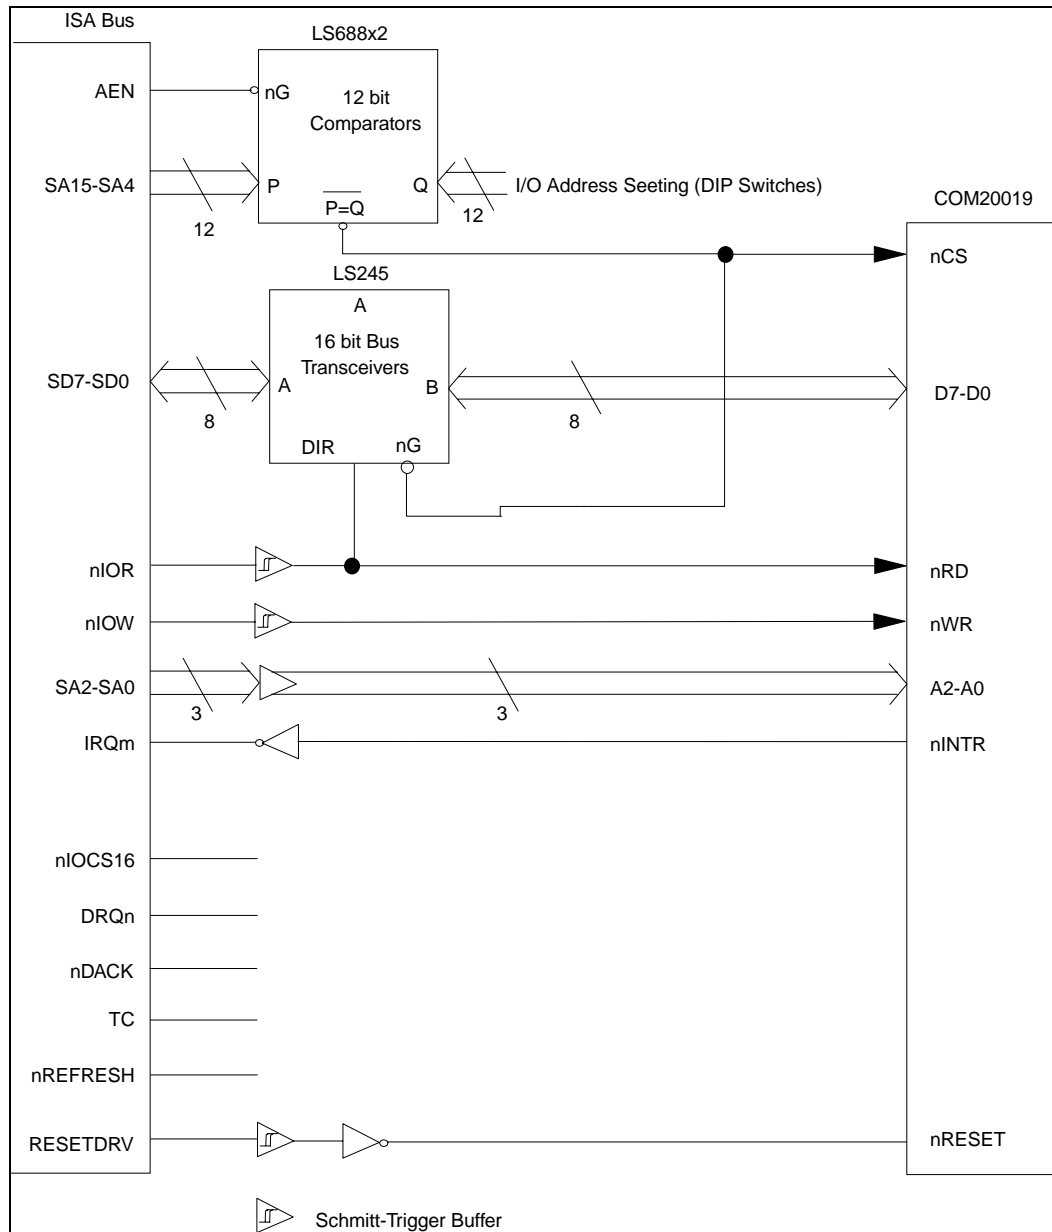 ISA Bus
LS688x2
AEN
nG
12 bit
Comparators
SA15-SA4
P
Q
I/O Address Seeting (DIP Switches)
12
12
P=Q
COM20019
nCS
LS245
A
16 bit Bus
Transceivers
SD7-SD0
A
B
D7-D0
8
8
DIR
nG
nIOR
nRD
nIOW
nWR
SA2-SA0
A2-A0
3
3
IRQm
nINTR
nIOCS16
DRQn
nDACK
TC
nREFRESH
RESETDRV
nRESET
Schmitt-Trigger Buffer